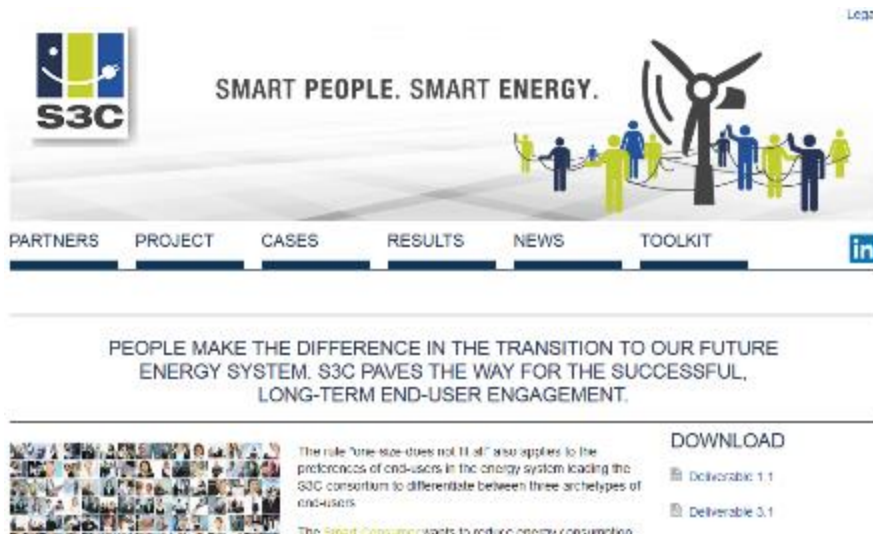 Lega
S3C
SMART PEOPLE. SMART ENERGY.
PARTNERS PROJECT CASES RESULTS NEWS TOOLKIT
in
PEOPLE MAKE THE DIFFERENCE IN THE TRANSITION TO OUR FUTURE
ENERGY SYSTEM. S3C PAVES THE WAY FOR THE SUCCESSFUL,
LONG-TERM END-USER ENGAGEMENT.
The rule "one-size-does not fit all" also applies to the
preferences of end-users in the energy system leading the
S3C consortium to differentiate between three archetypes of
end-users
The Smart Consumer wants to reduce energy consumption
DOWNLOAD
Deliverable 1.1
Deliverable 3.1